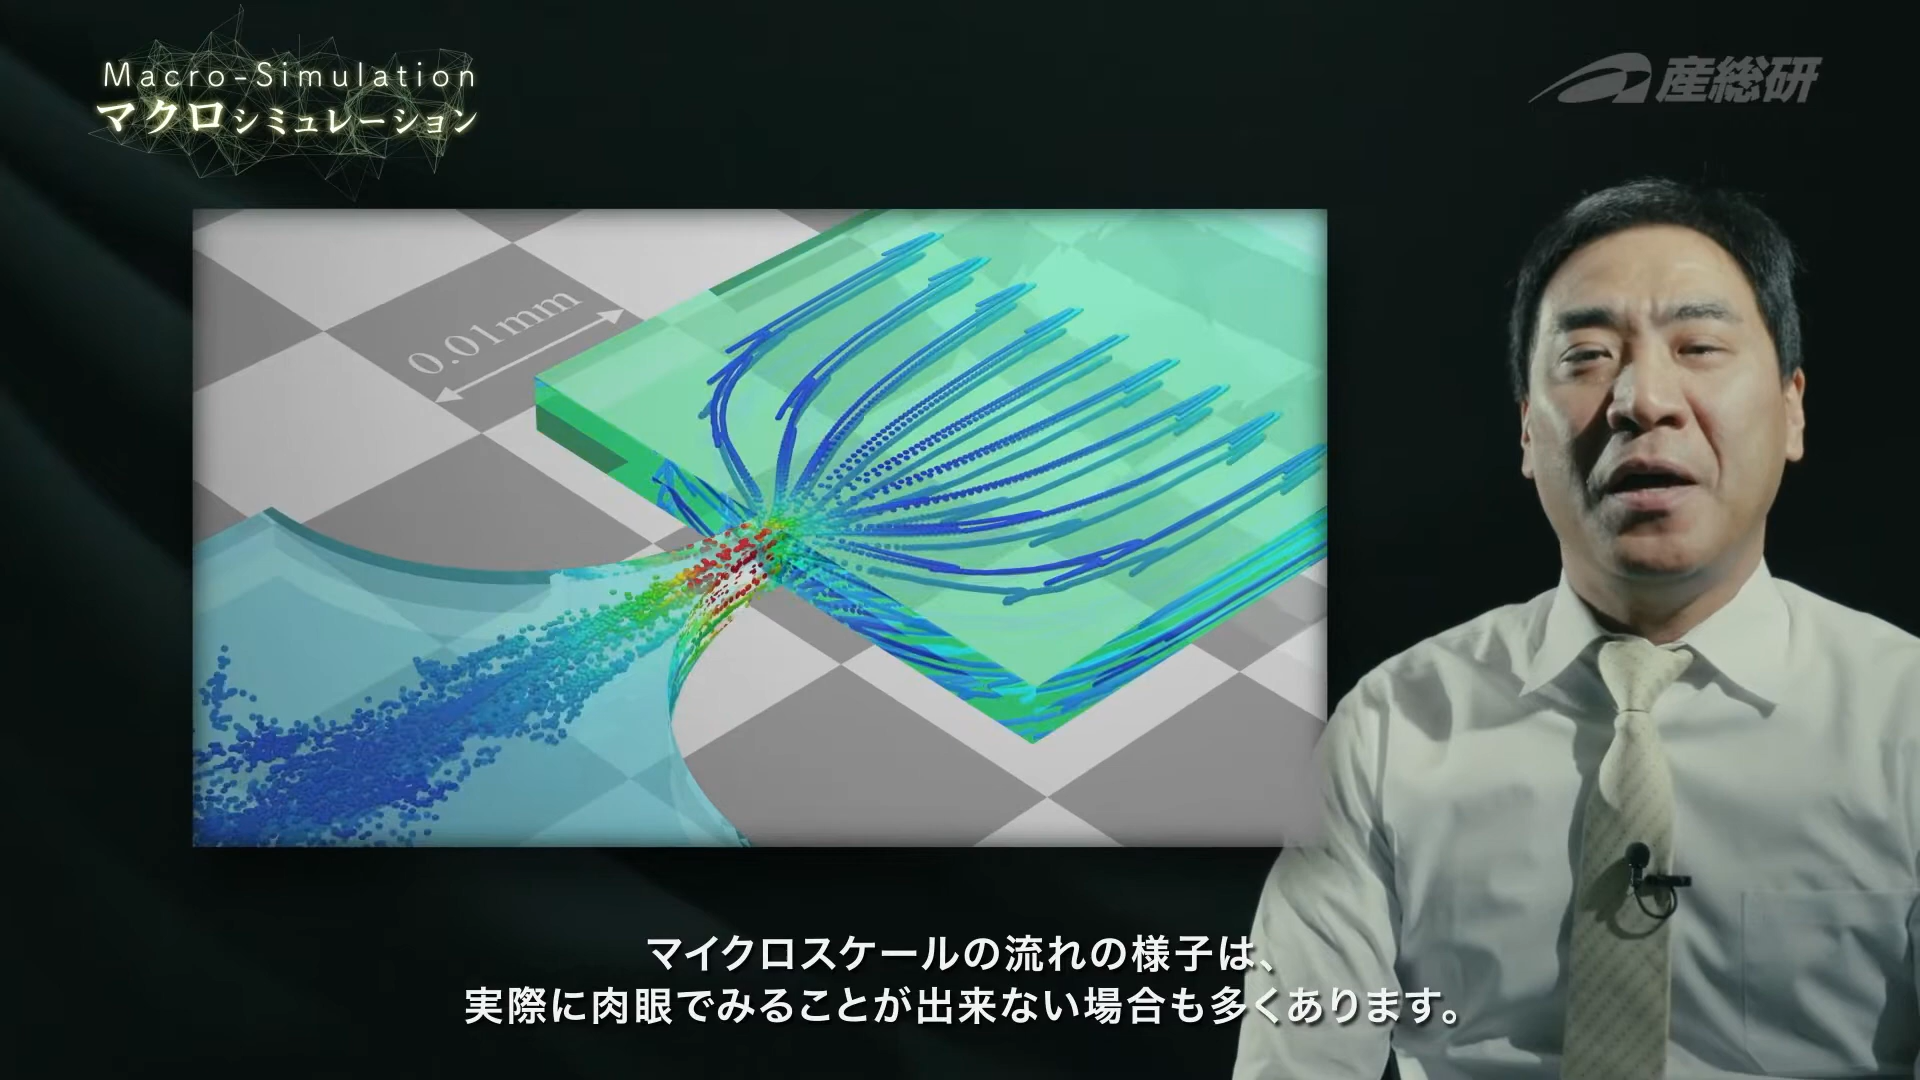 Macro-Simulation
マクロシミュレーション
産総研
0.01mm
マイクロスケールの流れの様子は、
実際に肉眼でみることが出来ない場合も多くあります。